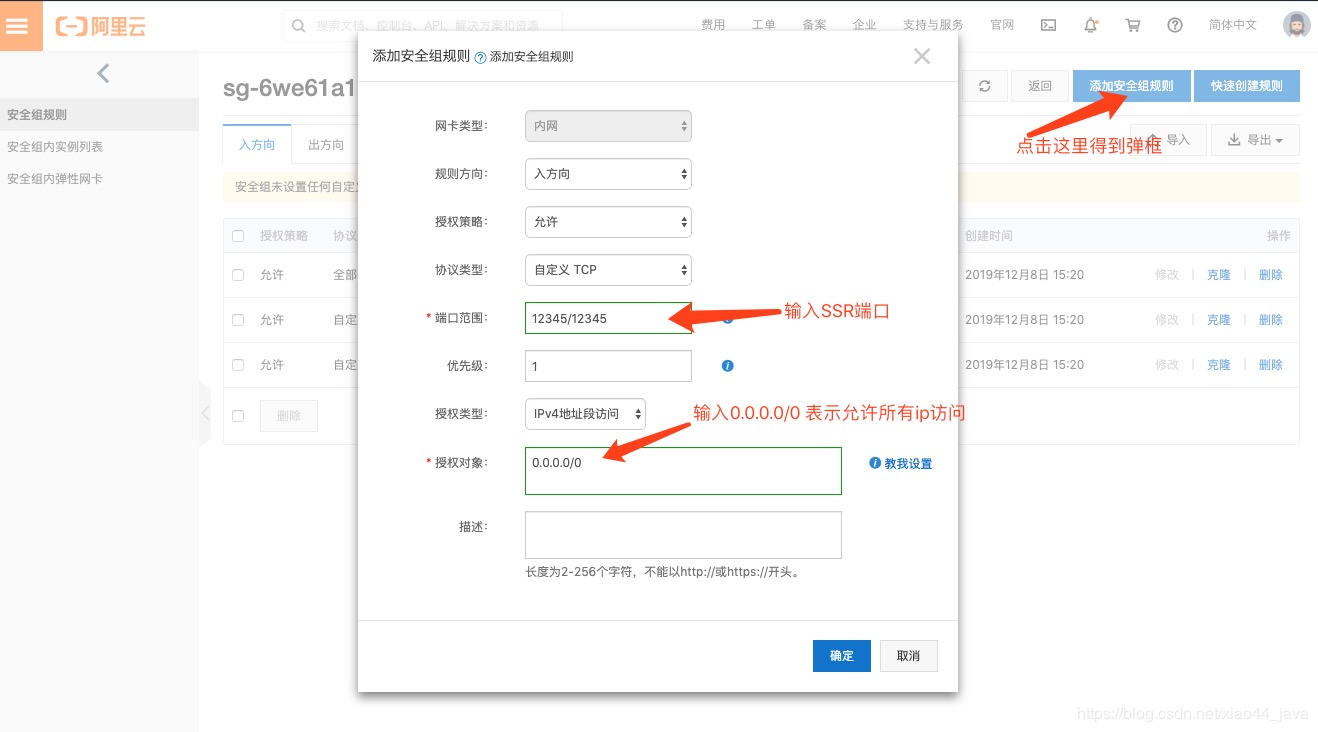 阿里云
搜索文档、控制台、API、解决方案和资源
费用 工单 备案 企业 支持与服务 官网 简体中文
添加安全组规则 添加安全组规则
sg-6we61a1
返回 添加安全组规则 快速创建规则
安全组规则
安全组内实例列表
安全组内弹性网卡
入方向 出方向
点击这里得到弹框
导入 导出
安全组未设置任何自定
授权策略 协议 创建时间 操作
允许 全部 2019年12月8日 15:20 修改 克隆 删除
允许 自定 2019年12月8日 15:20 修改 克隆 删除
允许 自定 2019年12月8日 15:20 修改 克隆 删除
删除
网卡类型： 内网
规则方向： 入方向
授权策略： 允许
协议类型： 自定义 TCP
* 端口范围： 12345/12345
输入SSR端口
优先级： 1
授权类型： IPv4地址段访问
输入0.0.0.0/0 表示允许所有ip访问
* 授权对象： 0.0.0.0/0
教我设置
描述：
长度为2-256个字符，不能以http://或https://开头。
确定 取消
https://blog.csdn.net/xiao44_java